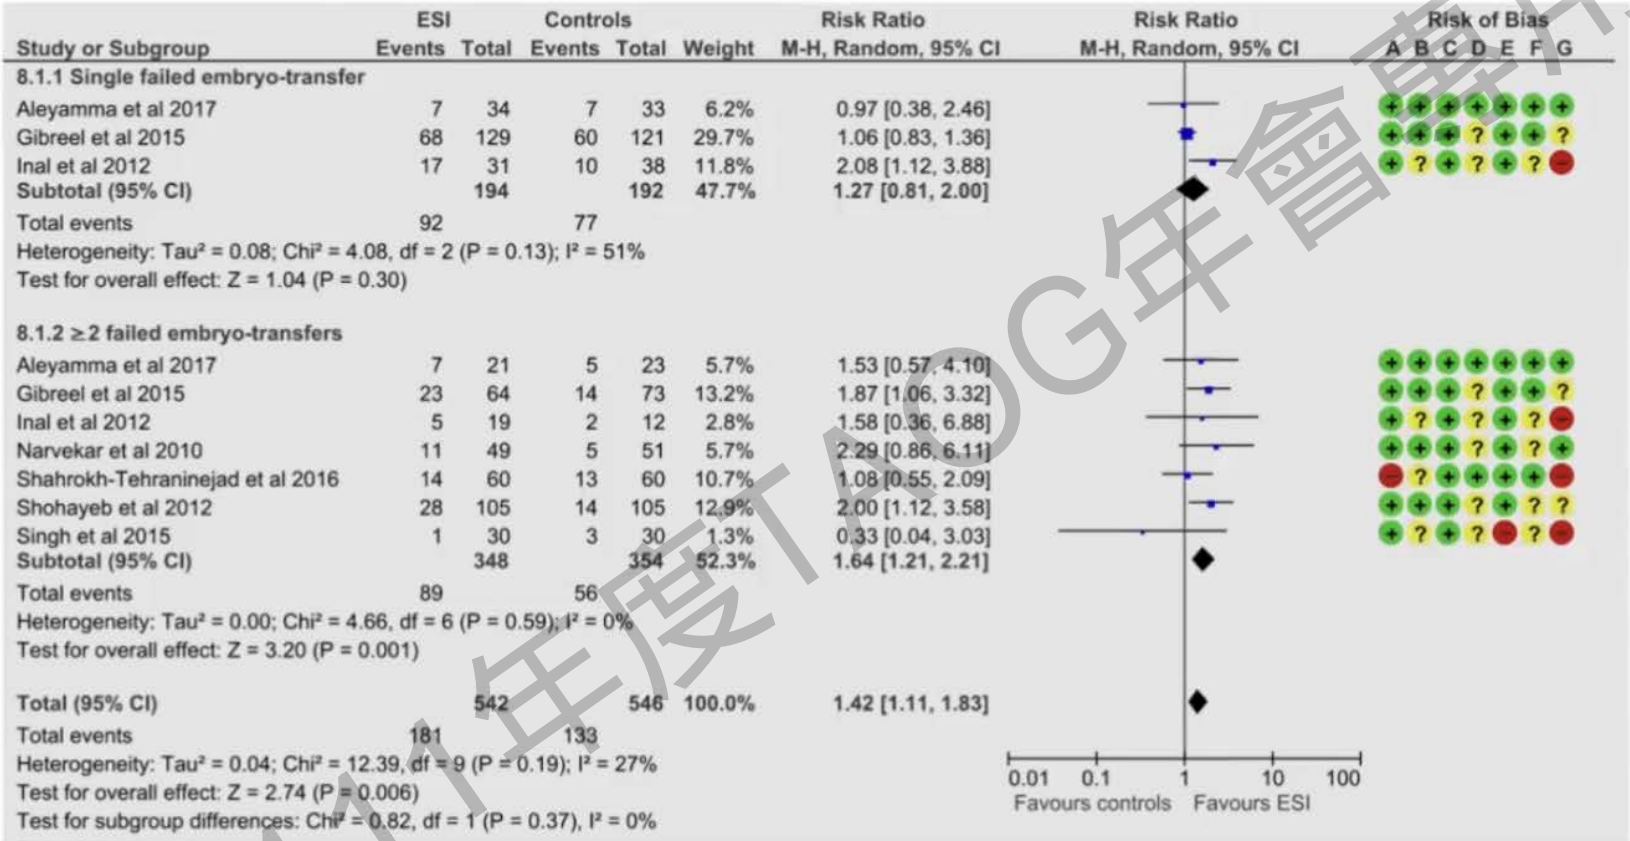 ESI Controls Risk Ratio Risk Ratio Risk of Bias
Study or Subgroup Events Total Events Total Weight M-H, Random, 95% CI M-H, Random, 95% CI A B C D E F G
8.1.1 Single failed embryo-transfer
Aleyamma et al 2017 7 34 7 33 6.2% 0.97 [0.38, 2.46] + + + + + + +
Gibreel et al 2015 68 129 60 121 29.7% 1.06 [0.83, 1.36] + + + ? + + ?
Inal et al 2012 17 31 10 38 11.8% 2.08 [1.12, 3.88] + ? + ? + ? −
Subtotal (95% CI) 194 192 47.7% 1.27 [0.81, 2.00]
Total events 92 77
Heterogeneity: Tau² = 0.08; Chi² = 4.08, df = 2 (P = 0.13); I² = 51%
Test for overall effect: Z = 1.04 (P = 0.30)
8.1.2 ≥2 failed embryo-transfers
Aleyamma et al 2017 7 21 5 23 5.7% 1.53 [0.57, 4.10] + + + + + + +
Gibreel et al 2015 23 64 14 73 13.2% 1.87 [1.06, 3.32] + + + ? + + ?
Inal et al 2012 5 19 2 12 2.8% 1.58 [0.36, 6.88] + ? + ? + ? −
Narvekar et al 2010 11 49 5 51 5.7% 2.29 [0.86, 6.11] + + + ? + ? +
Shahrokh-Tehraninejad et al 2016 14 60 13 60 10.7% 1.08 [0.55, 2.09] − ? + + + + −
Shohayeb et al 2012 28 105 14 105 12.9% 2.00 [1.12, 3.58] + + + ? + ? ?
Singh et al 2015 1 30 3 30 1.3% 0.33 [0.04, 3.03] + ? + ? − ? −
Subtotal (95% CI) 348 354 52.3% 1.64 [1.21, 2.21]
Total events 89 56
Heterogeneity: Tau² = 0.00; Chi² = 4.66, df = 6 (P = 0.59); I² = 0%
Test for overall effect: Z = 3.20 (P = 0.001)
Total (95% CI) 542 546 100.0% 1.42 [1.11, 1.83]
Total events 181 133
Heterogeneity: Tau² = 0.04; Chi² = 12.39, df = 9 (P = 0.19); I² = 27%
Test for overall effect: Z = 2.74 (P = 0.006)
Test for subgroup differences: Chi² = 0.82, df = 1 (P = 0.37), I² = 0%
0.01 0.1 1 10 100
Favours controls Favours ESI
11年度TAOG年會專用